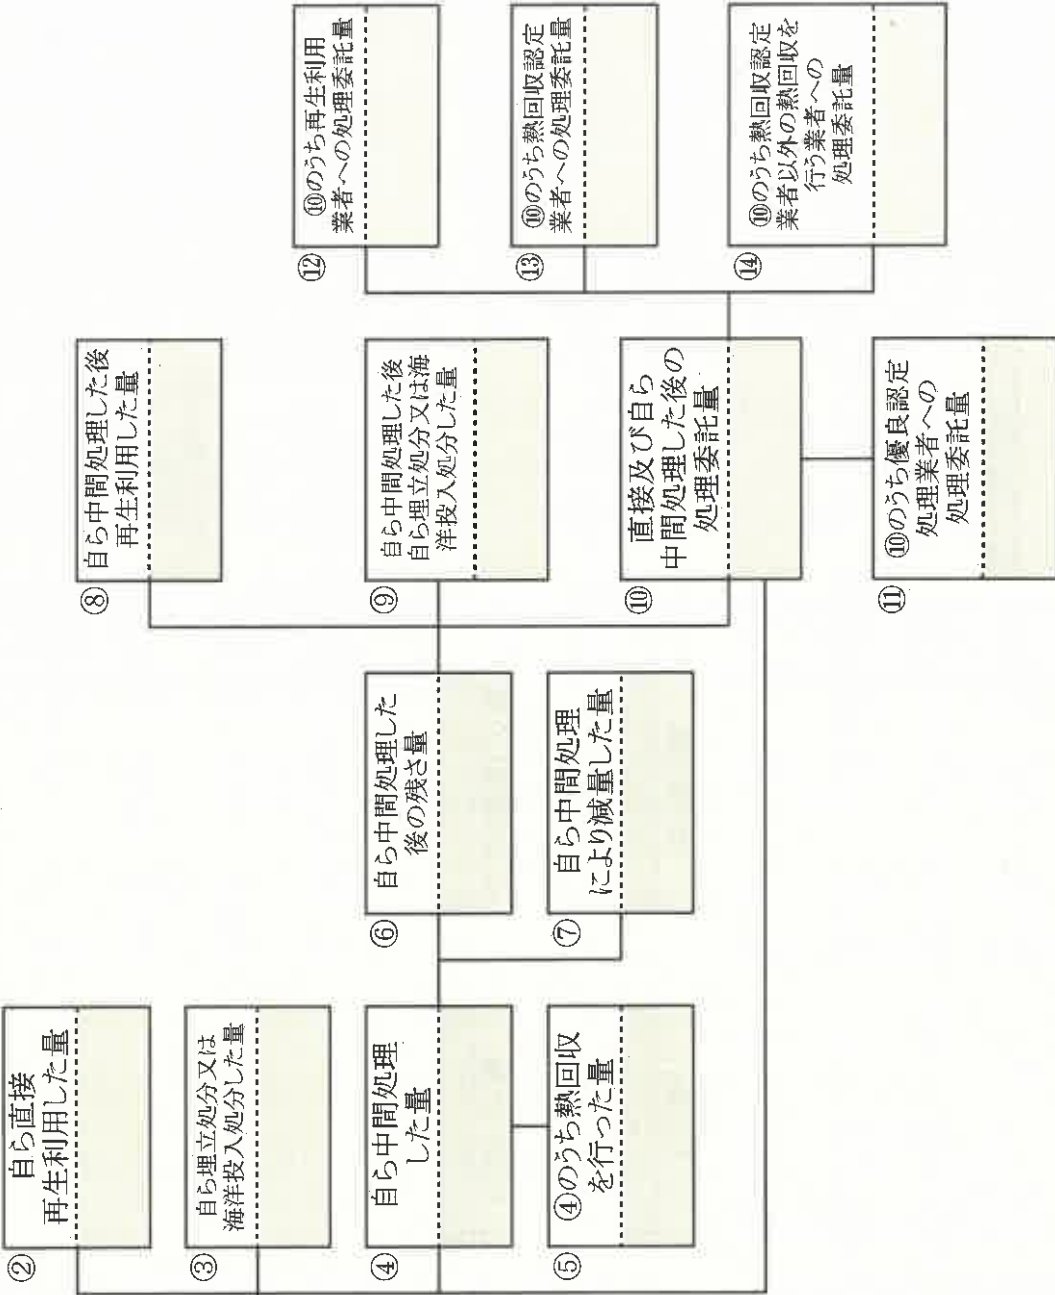 ②
自ら直接
再生利用した量
③
自ら埋立処分又は
海洋投入処分した量
④
自ら中間処理
した量
⑤
④のうち熱回収
を行った量
⑥
自ら中間処理した
後の残さ量
⑦
自ら中間処理
により減量した量
⑧
自ら中間処理した後
再生利用した量
⑨
自ら中間処理した後
自ら埋立処分又は海
洋投入処分した量
⑩
直接及び自ら
中間処理した後の
処理委託量
⑪
⑩のうち優良認定
処理業者への
処理委託量
⑫
⑩のうち再生利用
業者への処理委託量
⑬
⑩のうち熱回収認定
業者への処理委託量
⑭
⑩のうち熱回収認定
業者以外の熱回収を
行う業者への
処理委託量